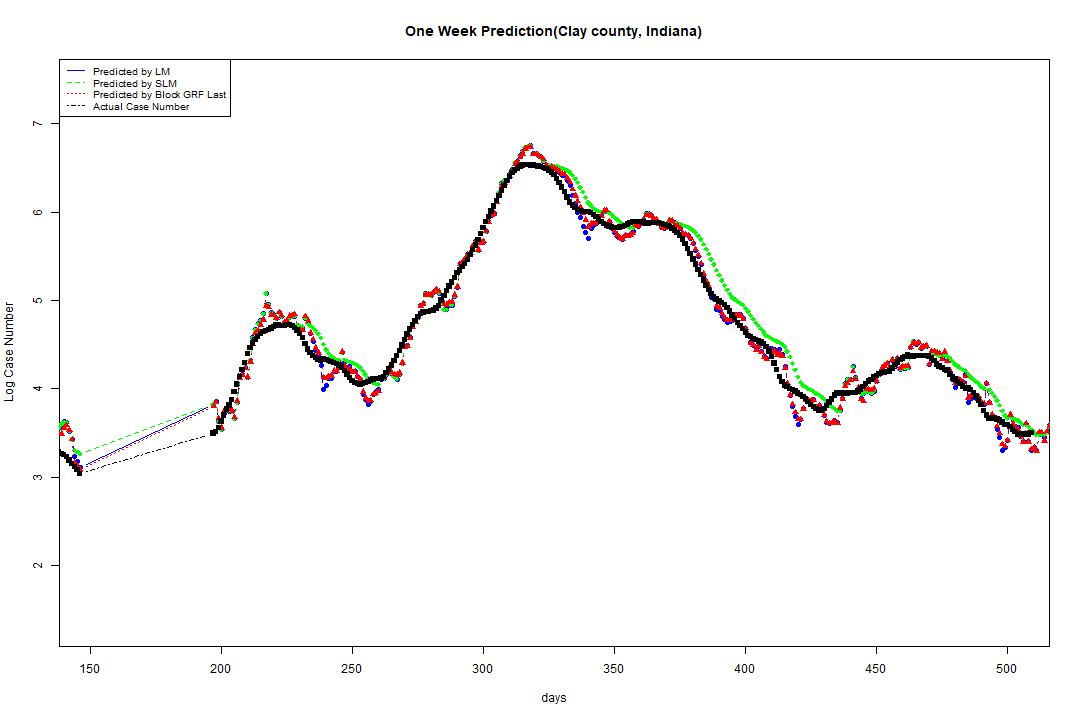 One Week Prediction(Clay county, Indiana)
Predicted by LM
Predicted by SLM
Predicted by Block GRF Last
Actual Case Number
7
6
5
4
3
2
Log Case Number
150 200 250 300 350 400 450 500
days